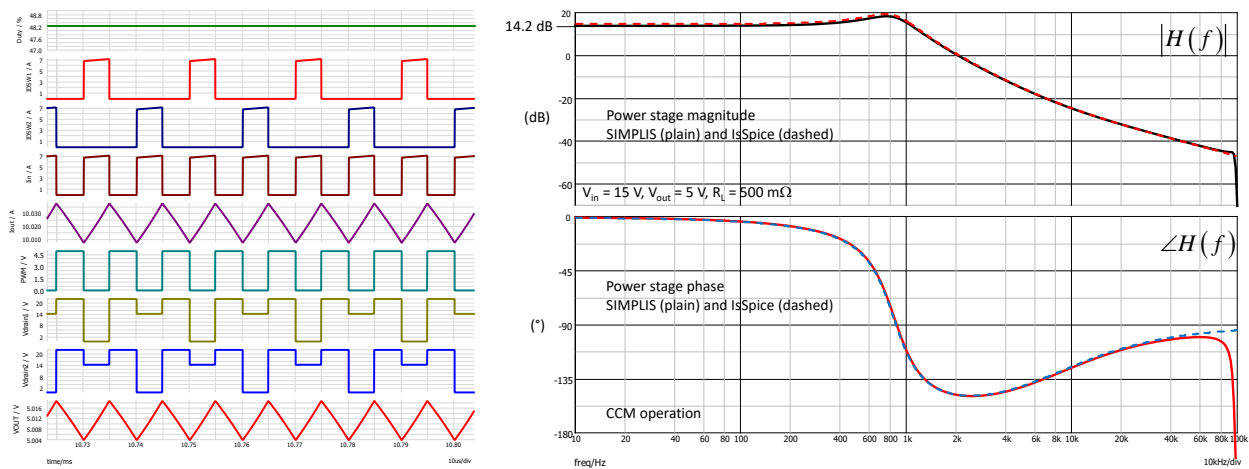 Duty / %
48.8
48.2
47.6
47.0
IDSW1 / A
7
5
3
1
IDSW2 / A
7
5
3
1
Iin / A
7
5
3
1
Iout / A
10.030
10.020
10.010
PWM / V
4.5
3.0
1.5
0.0
Vdrain1 / V
20
14
8
2
Vdrain2 / V
20
14
8
2
VOUT / V
5.016
5.012
5.008
5.004
10.73 10.74 10.75 10.76 10.77 10.78 10.79 10.80
time/ms 10us/div
14.2 dB
20
0
-20
-40
-60
(dB)
|H(f)|
Power stage magnitude
SIMPLIS (plain) and IsSpice (dashed)
V_in = 15 V, V_out = 5 V, R_L = 500 mΩ
0
-45
-90
-135
-180
(°)
∠H(f)
Power stage phase
SIMPLIS (plain) and IsSpice (dashed)
CCM operation
10 20 40 60 80 100 200 400 600 800 1k 2k 4k 6k 10k 20k 40k 60k 80k 100k
freq/Hz 10kHz/div